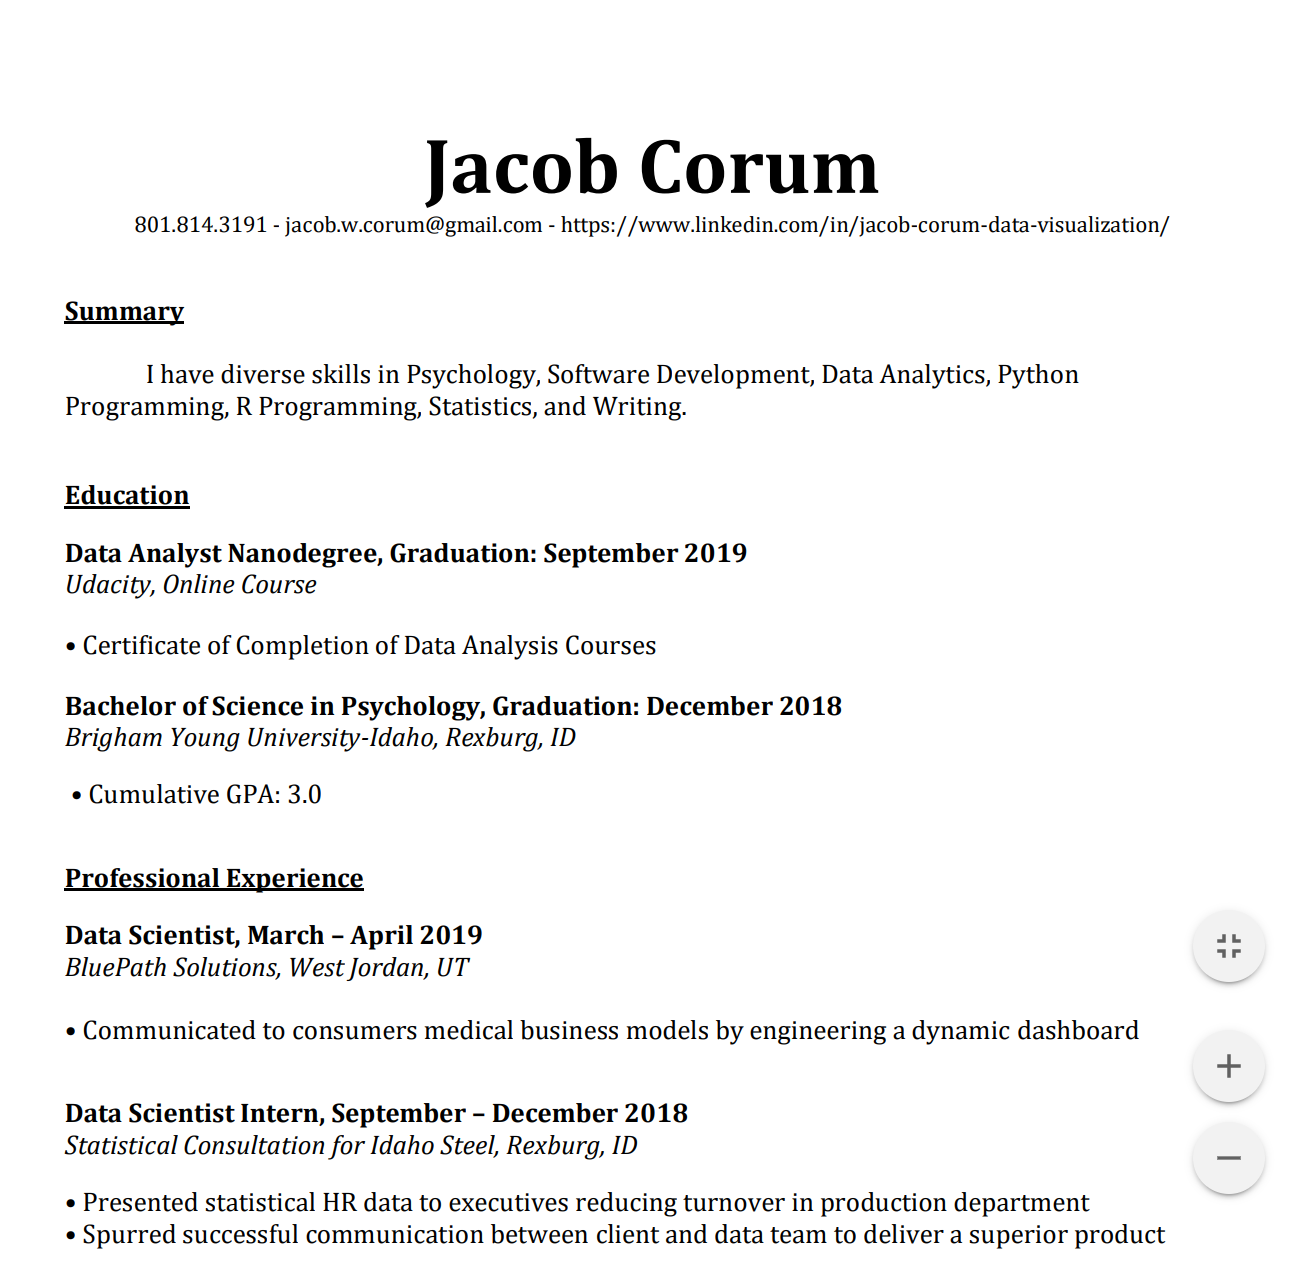 Jacob Corum
801.814.3191 - jacob.w.corum@gmail.com - https://www.linkedin.com/in/jacob-corum-data-visualization/
Summary
I have diverse skills in Psychology, Software Development, Data Analytics, Python
Programming, R Programming, Statistics, and Writing.
Education
Data Analyst Nanodegree, Graduation: September 2019
Udacity, Online Course
• Certificate of Completion of Data Analysis Courses
Bachelor of Science in Psychology, Graduation: December 2018
Brigham Young University-Idaho, Rexburg, ID
• Cumulative GPA: 3.0
Professional Experience
Data Scientist, March – April 2019
BluePath Solutions, West Jordan, UT
• Communicated to consumers medical business models by engineering a dynamic dashboard
Data Scientist Intern, September – December 2018
Statistical Consultation for Idaho Steel, Rexburg, ID
• Presented statistical HR data to executives reducing turnover in production department
• Spurred successful communication between client and data team to deliver a superior product